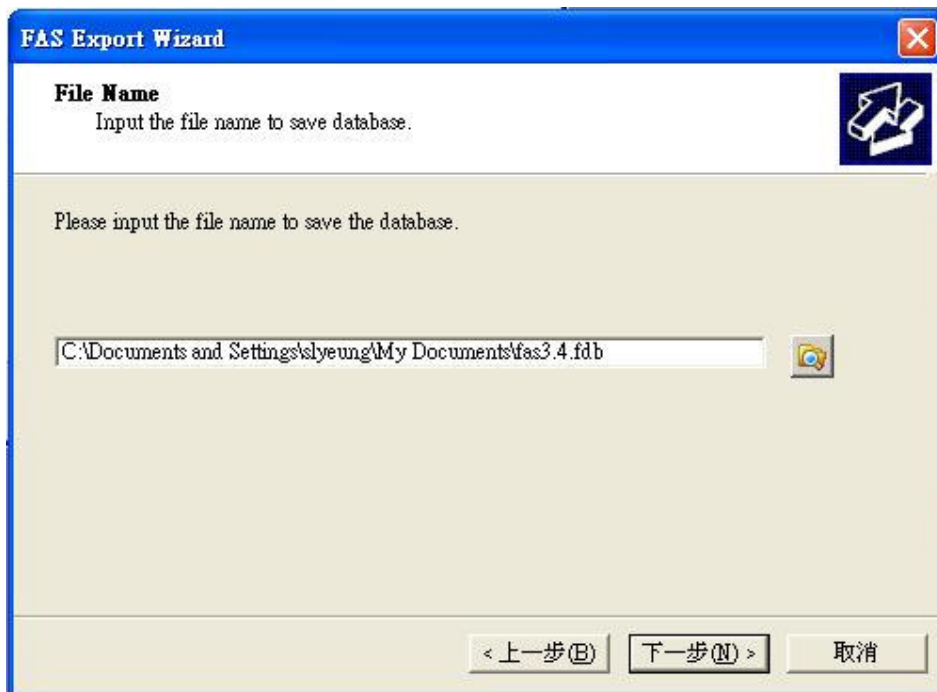 FAS Export Wizard
File Name
Input the file name to save database.
Please input the file name to save the database.
C:\Documents and Settings\slyeung\My Documents\fas3.4.fdb
< 上一步(B)
下一步(N) >
取消